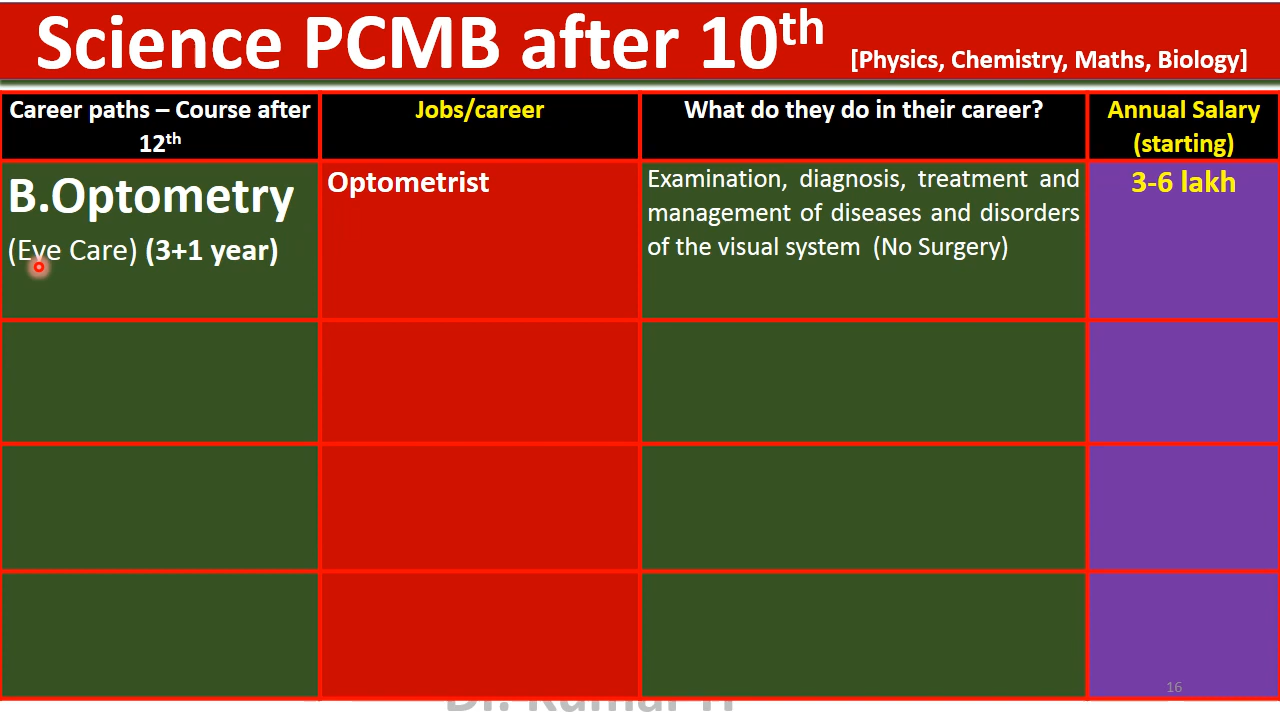 Science PCMB after 10th [Physics, Chemistry, Maths, Biology]
Career paths – Course after 12th
Jobs/career
What do they do in their career?
Annual Salary
(starting)
B.Optometry
(Eye Care) (3+1 year)
Optometrist
Examination, diagnosis, treatment and
management of diseases and disorders
of the visual system (No Surgery)
3-6 lakh
16